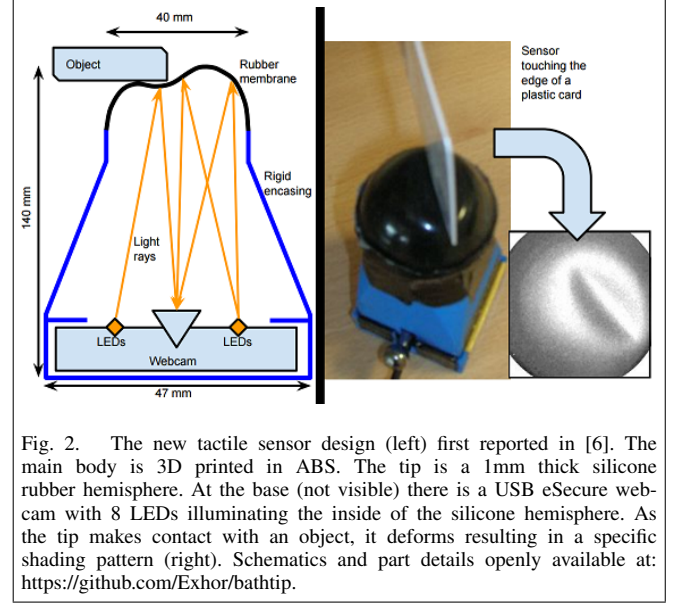 40 mm
Object
Rubber
membrane
Sensor
touching the
edge of a
plastic card
140 mm
Rigid
encasing
Light
rays
LEDs
LEDs
Webcam
47 mm
Fig. 2. The new tactile sensor design (left) first reported in [6]. The
main body is 3D printed in ABS. The tip is a 1mm thick silicone
rubber hemisphere. At the base (not visible) there is a USB eSecure web-
cam with 8 LEDs illuminating the inside of the silicone hemisphere. As
the tip makes contact with an object, it deforms resulting in a specific
shading pattern (right). Schematics and part details openly available at:
https://github.com/Exhor/bathtip.